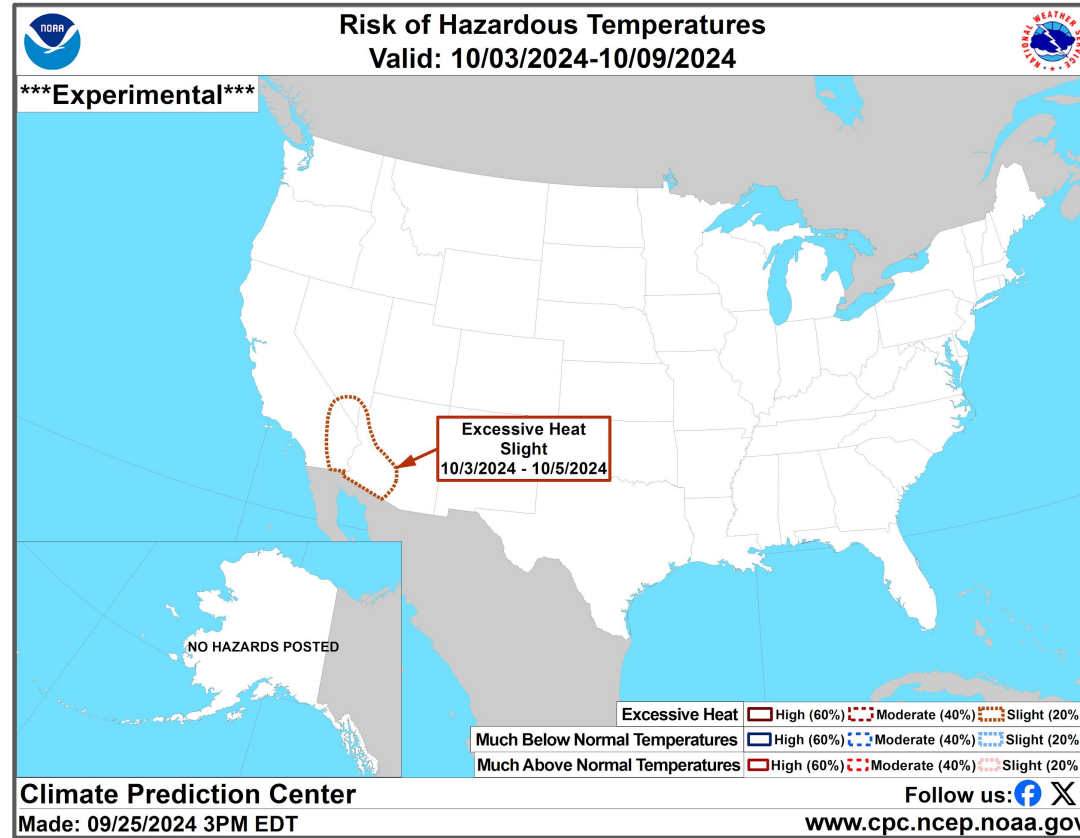 NOAA
Risk of Hazardous Temperatures
Valid: 10/03/2024-10/09/2024
NATIONAL WEATHER SERVICE
***Experimental***
Excessive Heat
Slight
10/3/2024 - 10/5/2024
NO HAZARDS POSTED
Excessive Heat High (60%) Moderate (40%) Slight (20%
Much Below Normal Temperatures High (60%) Moderate (40%) Slight (20%
Much Above Normal Temperatures High (60%) Moderate (40%) Slight (20%
Climate Prediction Center
Follow us:
Made: 09/25/2024 3PM EDT
www.cpc.ncep.noaa.gov